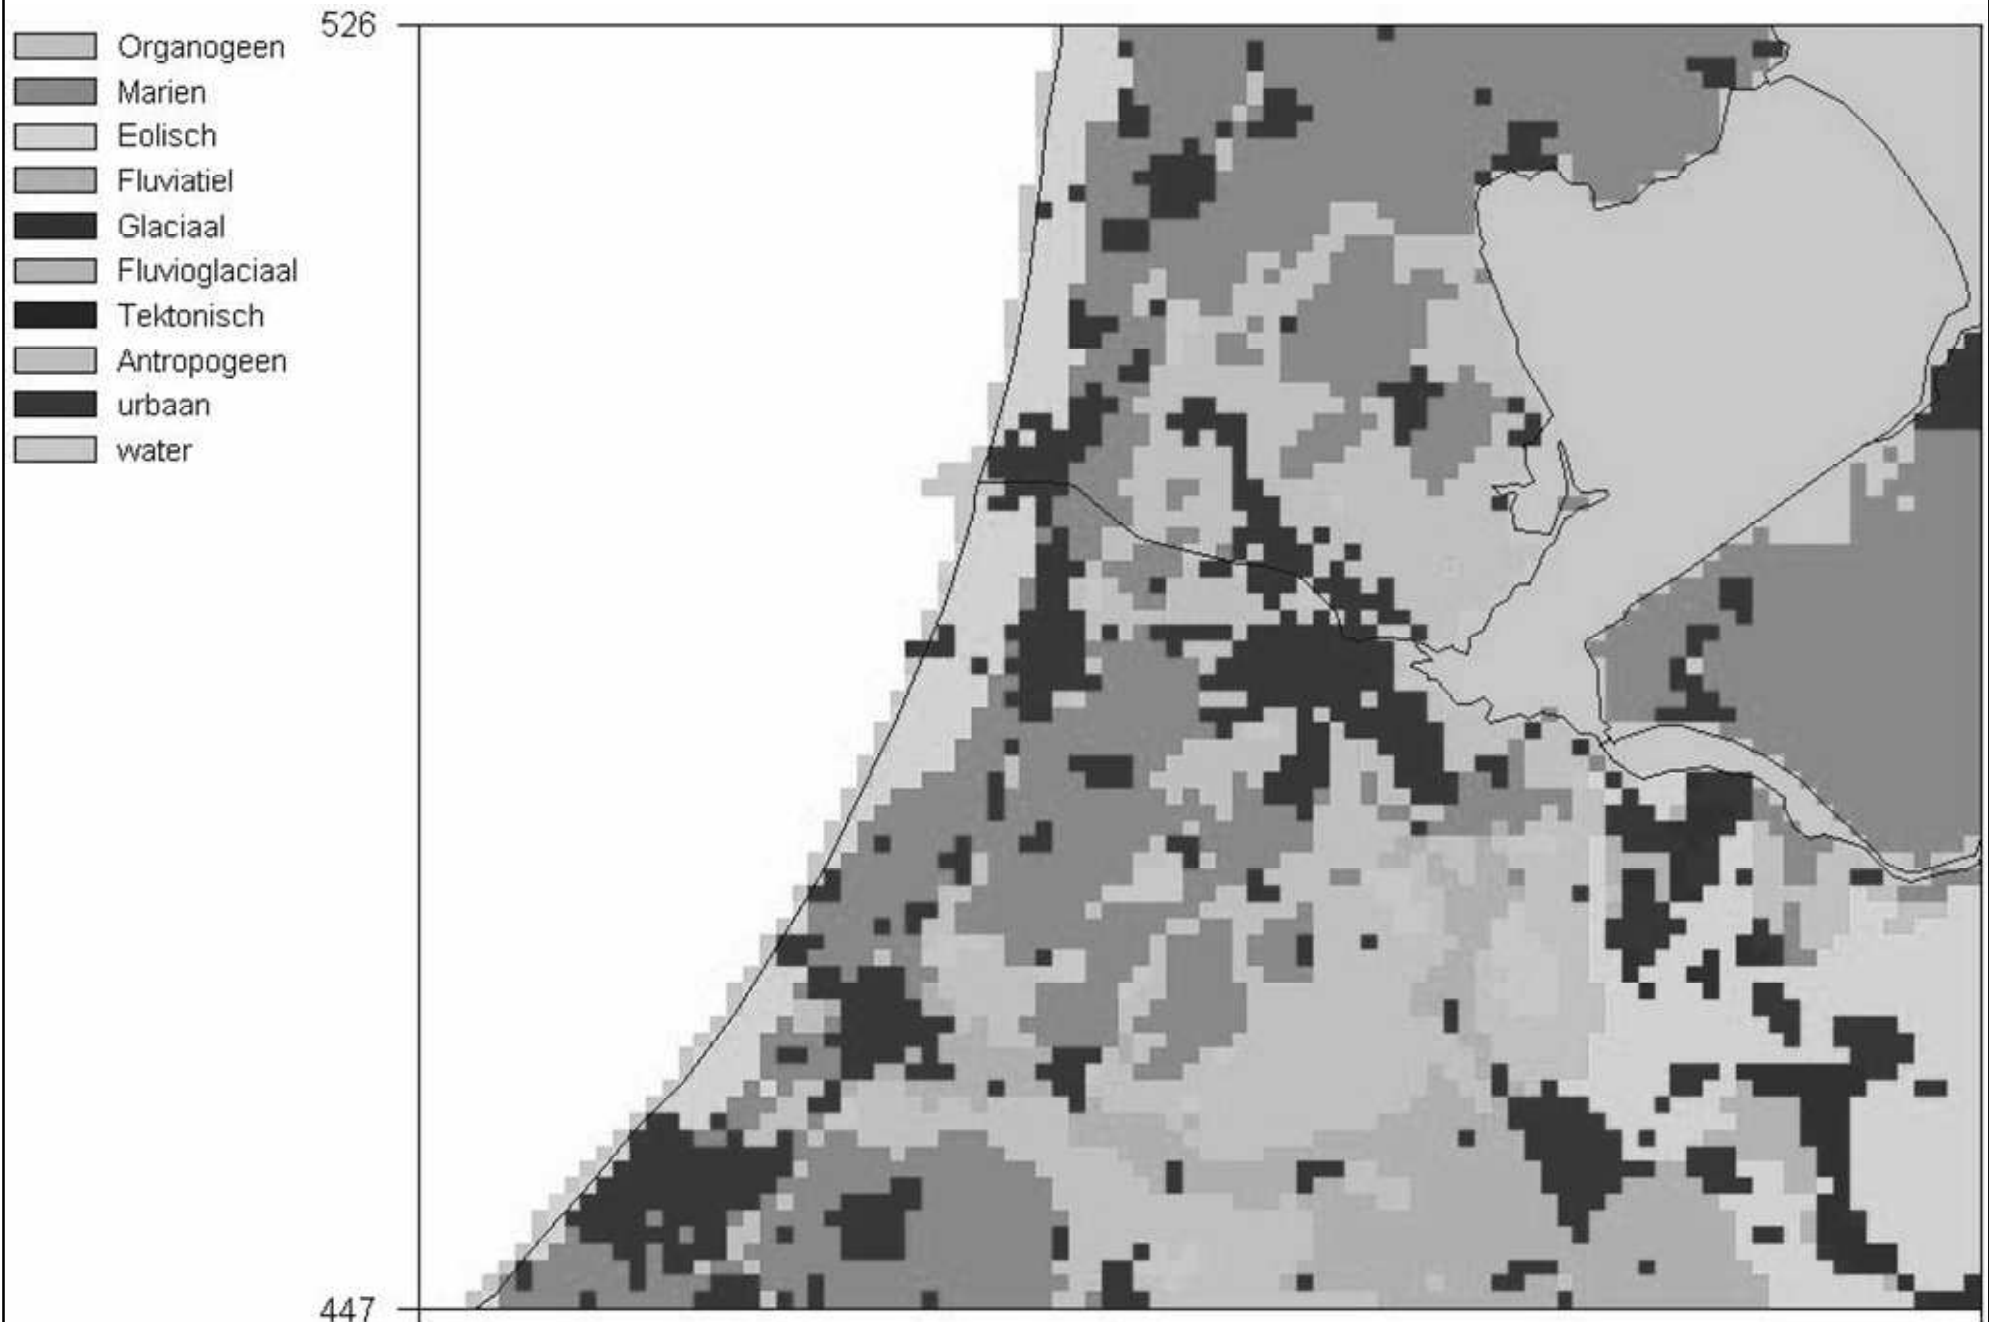 526
Organogeen
Marien
Eolisch
Fluviatiel
Glaciaal
Fluvioglaciaal
Tektonisch
Antropogeen
urbaan
water
447